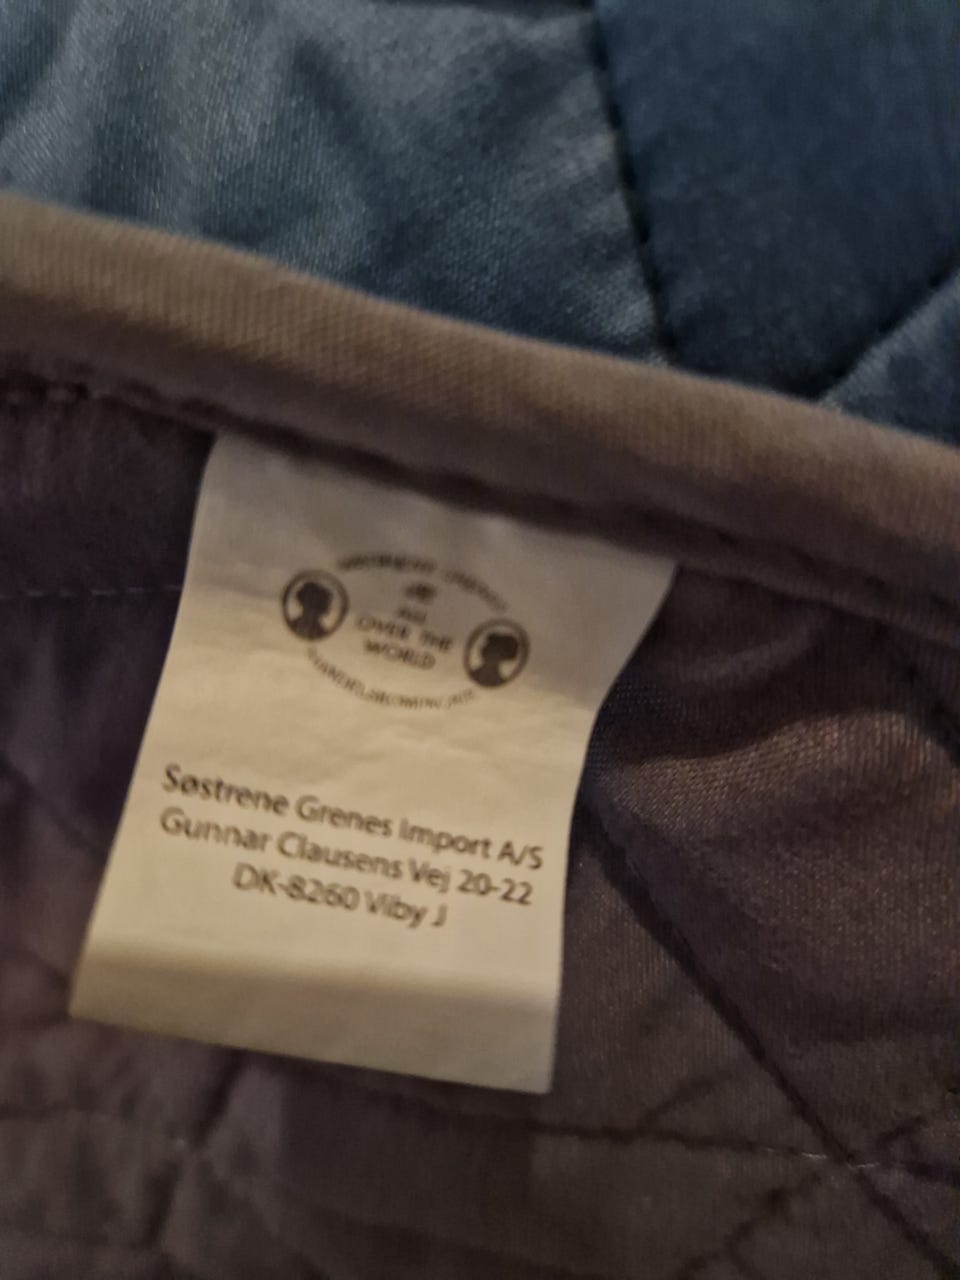 ALL
OVER THE
WORLD
Søstrene Grenes Import A/S
Gunnar Clausens Vej 20-22
DK-8260 Viby J